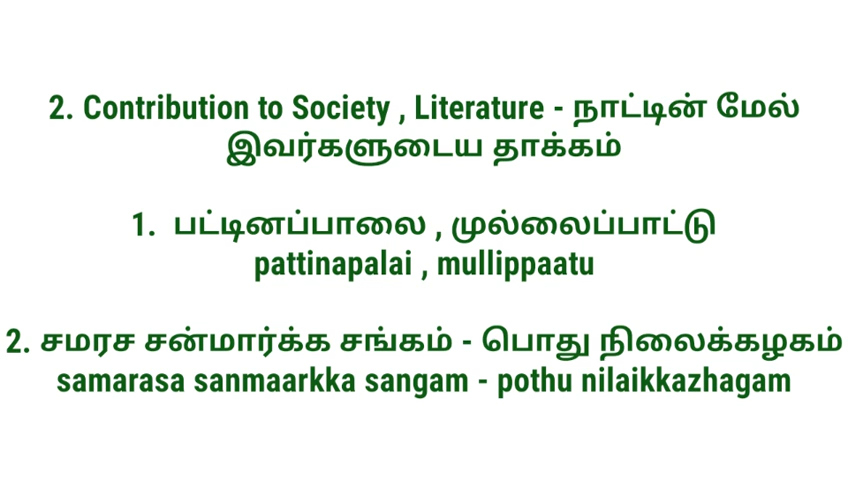 2. Contribution to Society , Literature - நாட்டின் மேல்
இவர்களுடைய தாக்கம்
1. பட்டினப்பாலை , முல்லைப்பாட்டு
pattinapalai , mullippaatu
2. சமரச சன்மார்க்க சங்கம் - பொது நிலைக்கழகம்
samarasa sanmaarkka sangam - pothu nilaikkazhagam